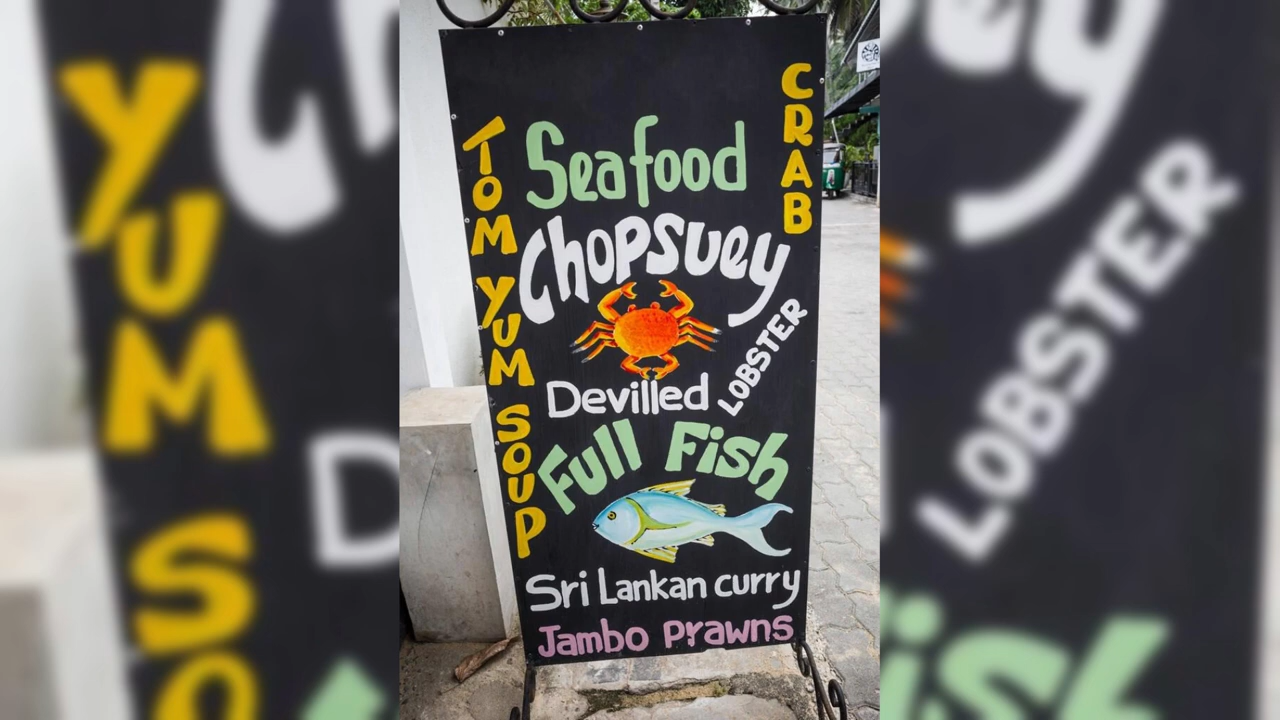 CRAB
TOM YUM SOUP
Seafood
Chopsuey
LOBSTER
Devilled
Full Fish
Sri Lankan curry
Jambo Prawns